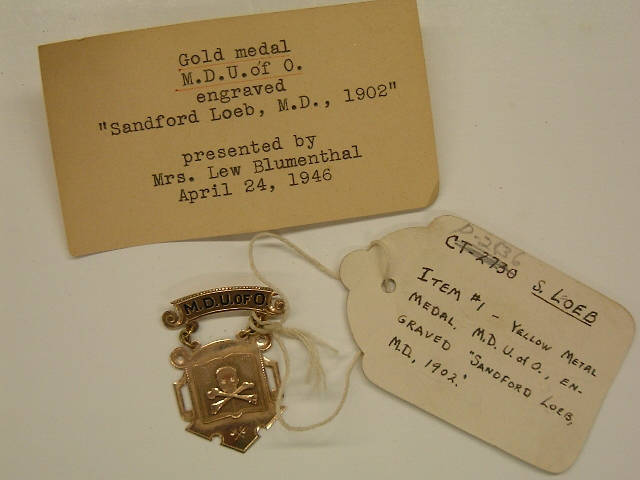 Gold medal
M.D.U.of O.
engraved
"Sandford Loeb, M.D., 1902"
presented by
Mrs. Lew Blumenthal
April 24, 1946
M.D.U.OF O.
CT-2730 S. LOEB
ITEM #1 - YELLOW METAL
MEDAL. M.D. U. of O., EN-
GRAVED "SANDFORD LOEB,
M.D., 1902."